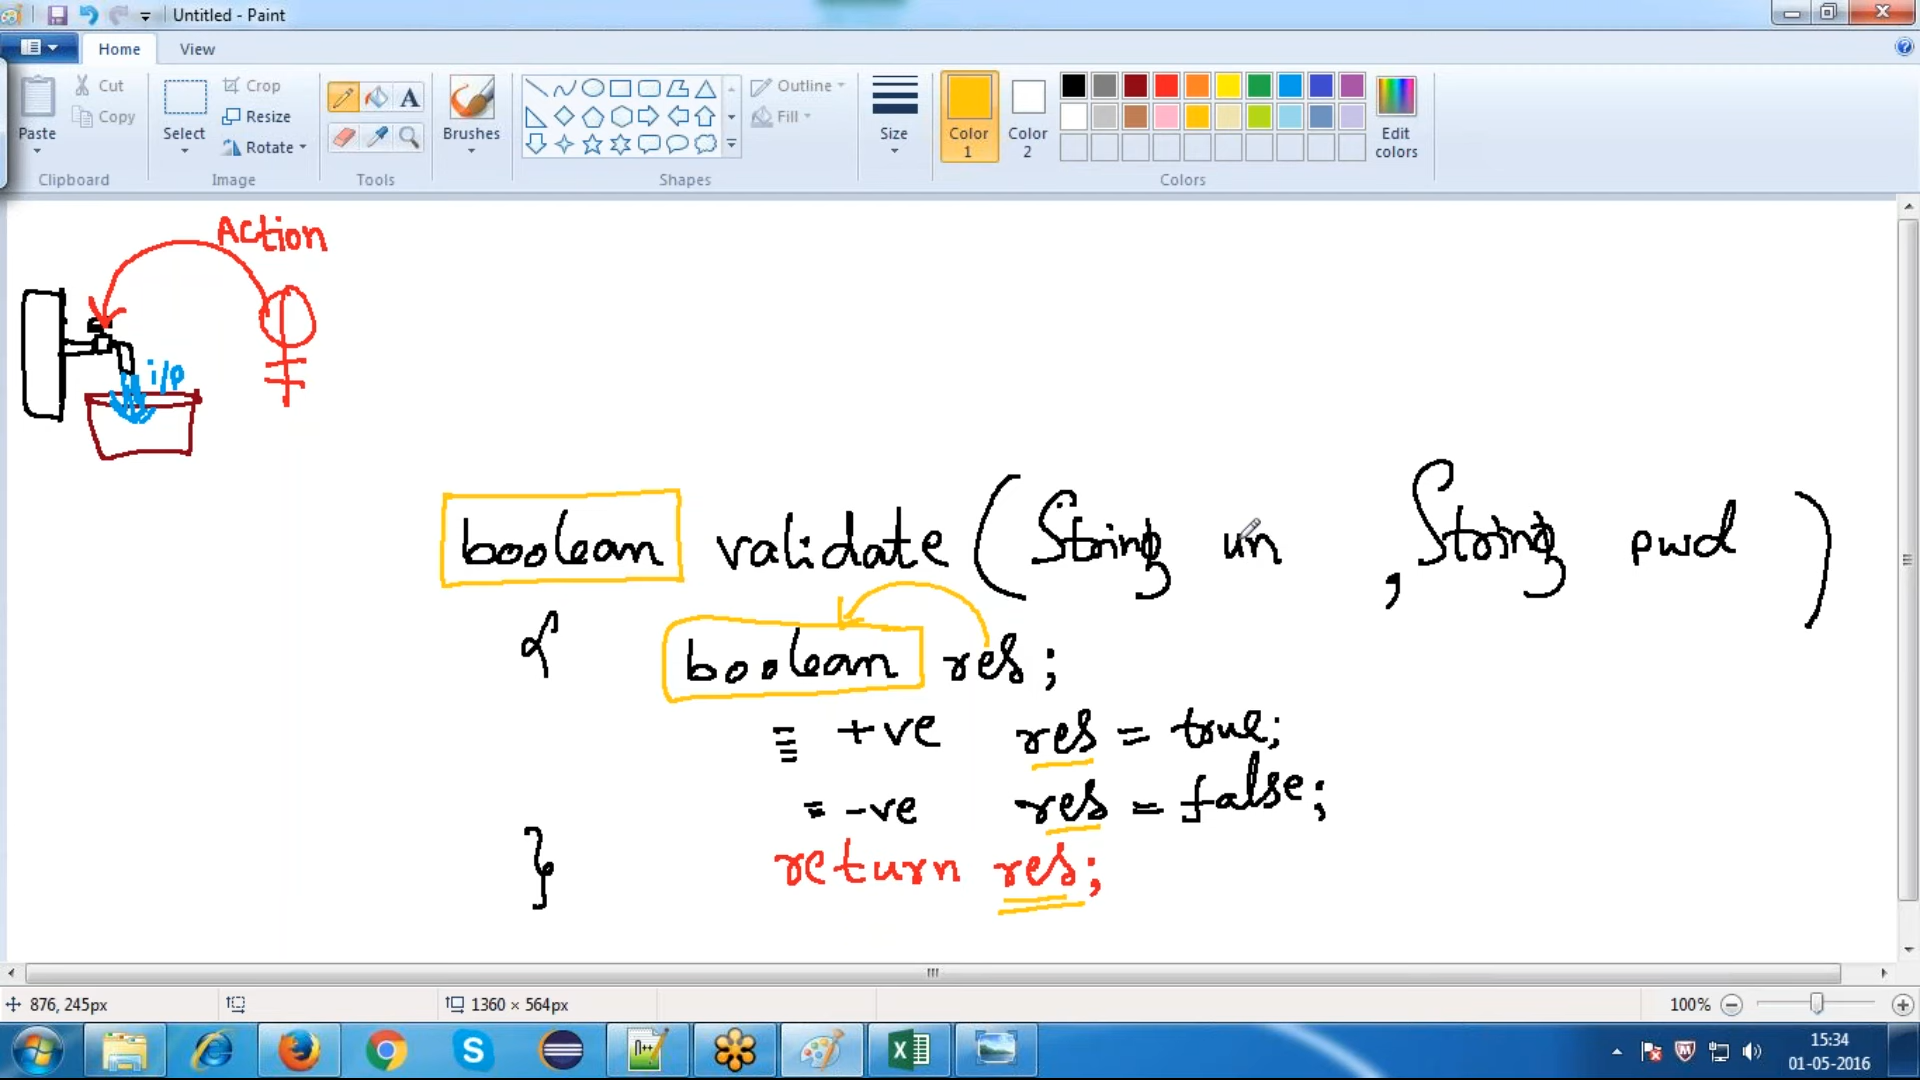 Untitled - Paint
Home View
Cut
Copy
Paste
Clipboard
Select
Crop
Resize
Rotate
Image
A
Tools
Brushes
Shapes
Outline
Fill
Size
Color 1
Color 2
Edit colors
Colors
Action
i/p
boolean validate (String un , String pwd)
{ boolean res;
≡ +ve res = true;
= -ve res = false;
} return res;
876, 245px
1360 × 564px
100%
15:34
01-05-2016